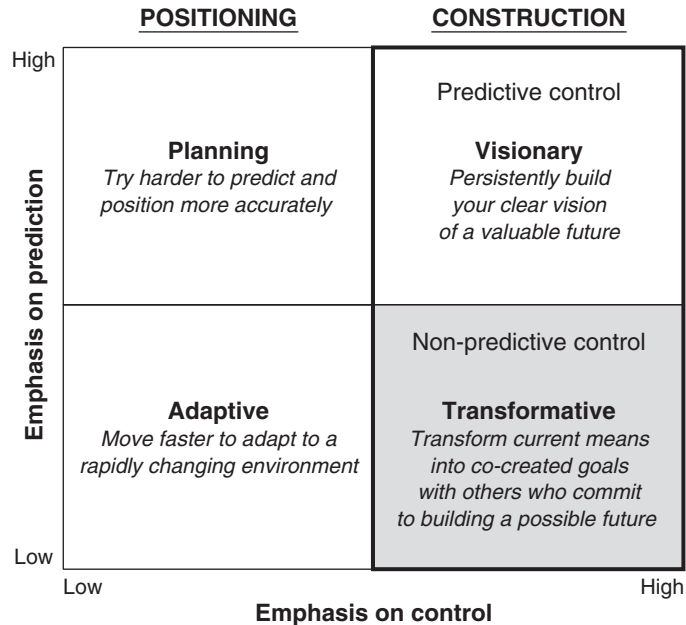 POSITIONING
CONSTRUCTION
High
Emphasis on prediction
Planning
Try harder to predict and
position more accurately
Predictive control
Visionary
Persistently build
your clear vision
of a valuable future
Adaptive
Move faster to adapt to a
rapidly changing environment
Non-predictive control
Transformative
Transform current means
into co-created goals
with others who commit
to building a possible future
Low
Low
High
Emphasis on control